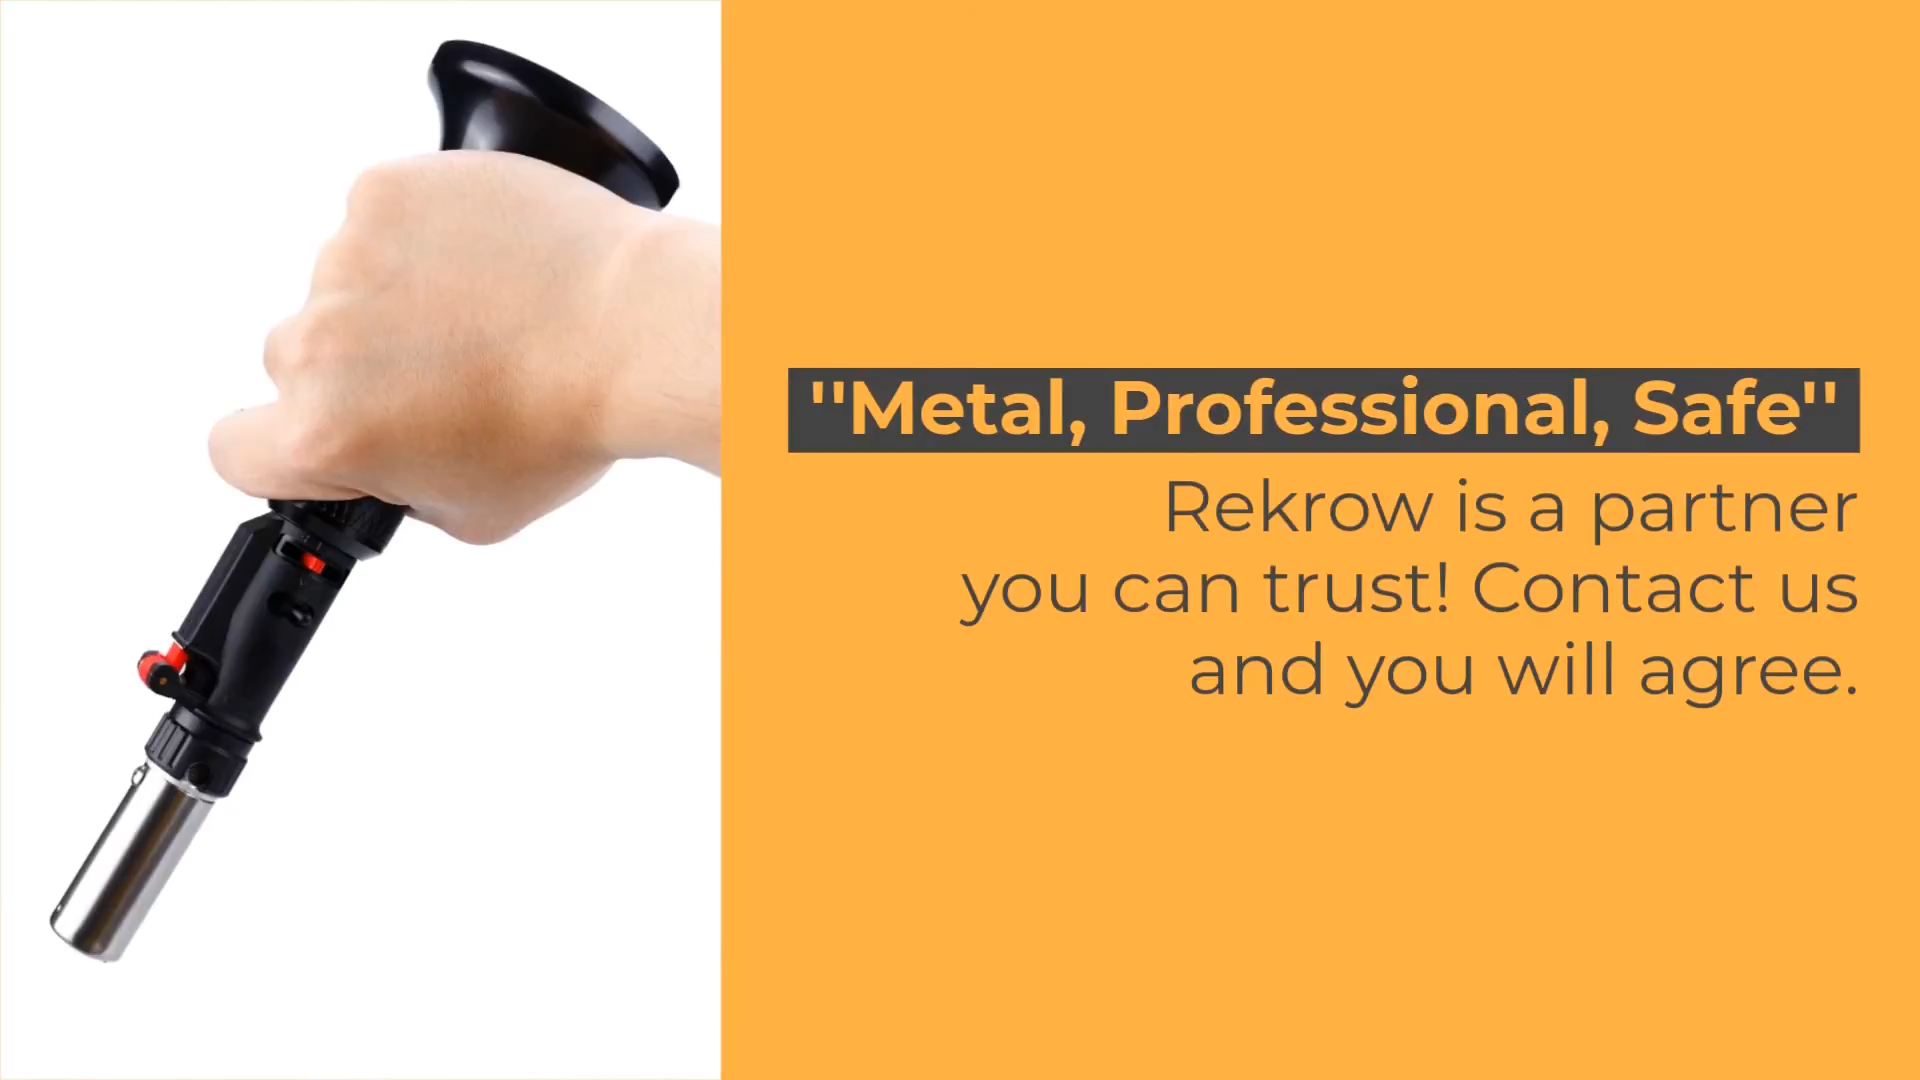 "Metal, Professional, Safe"
Rekrow is a partner
you can trust! Contact us
and you will agree.